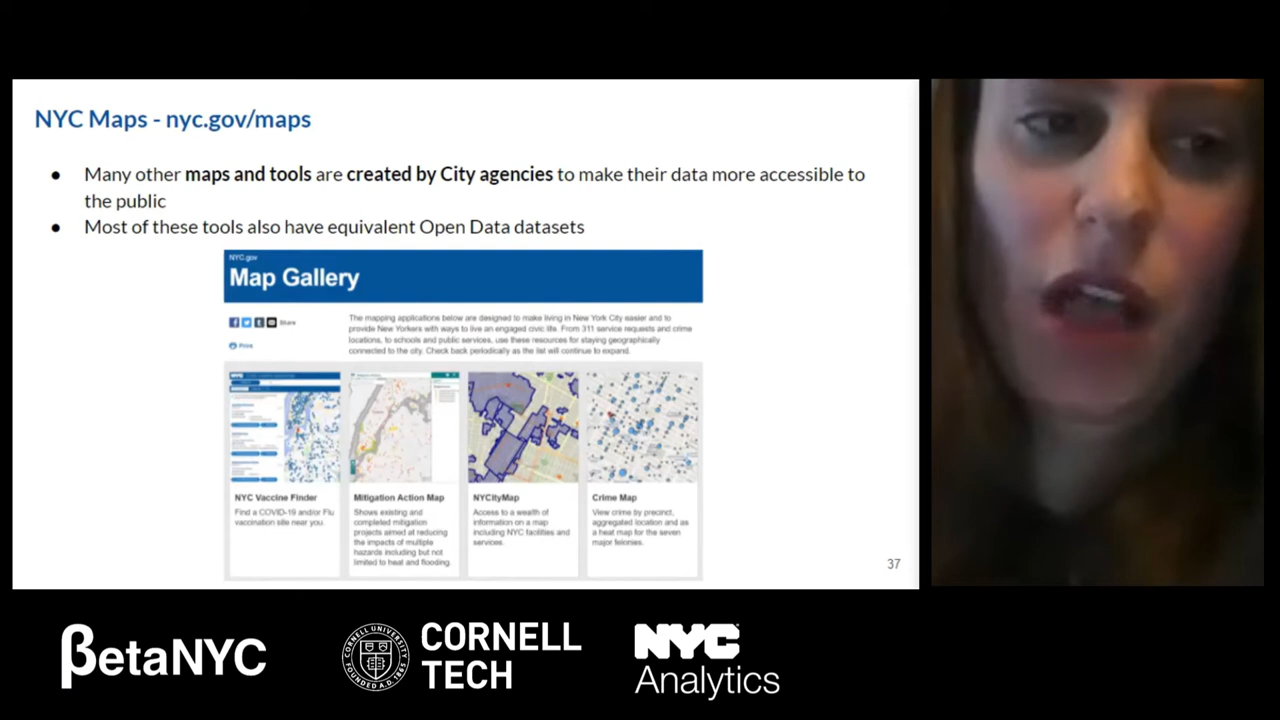 NYC Maps - nyc.gov/maps
● Many other maps and tools are created by City agencies to make their data more accessible to
the public
● Most of these tools also have equivalent Open Data datasets
NYC.gov
Map Gallery
Share
Print
The mapping applications below are designed to make living in New York City easier and to
provide New Yorkers with ways to live an engaged civic life. From 311 service requests and crime
locations, to schools and public services, use these resources for staying geographically
connected to the city. Check back periodically as the list will continue to expand.
NYC Vaccine Finder
Find a COVID-19 and/or Flu
vaccination site near you.
Mitigation Action Map
Shows existing and
completed mitigation
projects aimed at reducing
the impacts of multiple
hazards including but not
limited to heat and flooding
NYCityMap
Access to a wealth of
information on a map
including NYC facilities and
services.
Crime Map
View crime by precinct,
aggregated location and as
a heat map for the seven
major felonies.
37
βetaNYC
CORNELL UNIVERSITY
FOUNDED A.D. 1865
CORNELL
TECH
NYC
Analytics